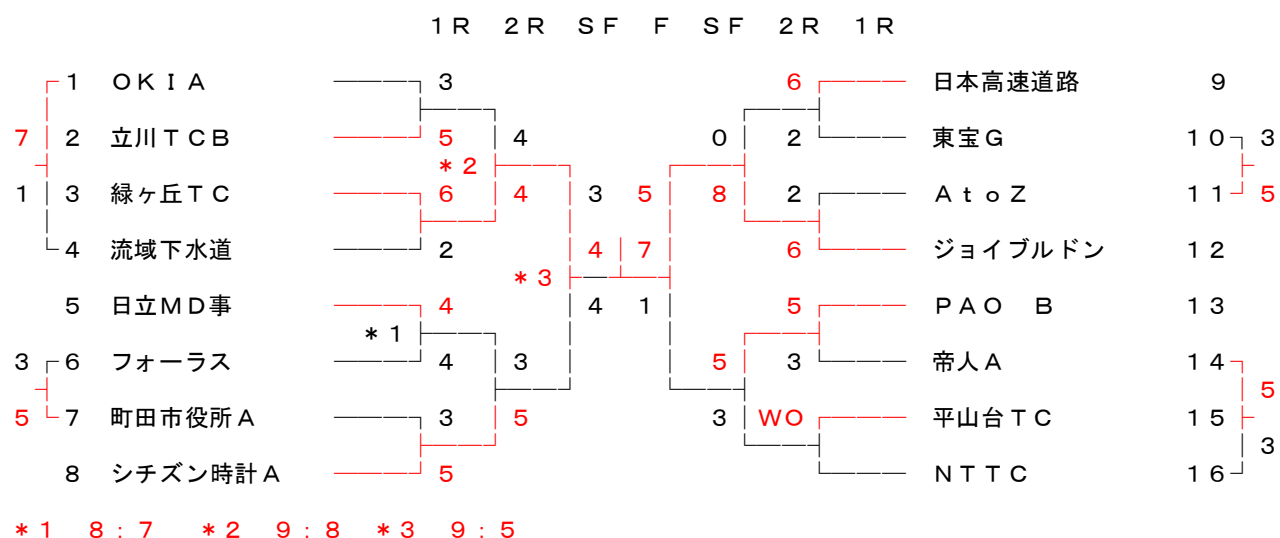 １Ｒ ２Ｒ ＳＦ Ｆ ＳＦ ２Ｒ １Ｒ
１ ＯＫＩＡ ３ ６ 日本高速道路 ９
７ ２ 立川ＴＣＢ ５ ４ ０ ２ 東宝Ｇ １０ ３
＊２
１ ３ 緑ヶ丘ＴＣ ６ ４ ３ ５ ８ ２ ＡｔｏＺ １１ ５
４ 流域下水道 ２ ４ ７ ６ ジョイブルドン １２
＊３
５ 日立ＭＤ事 ４ ４ １ ５ ＰＡＯ　Ｂ １３
＊１
３ ６ フォーラス ４ ３ ５ ３ 帝人Ａ １４
５
５ ７ 町田市役所Ａ ３ ５ ３ ＷＯ 平山台ＴＣ １５
３
８ シチズン時計Ａ ５ ＮＴＴＣ １６
＊１ ８：７ ＊２ ９：８ ＊３ ９：５